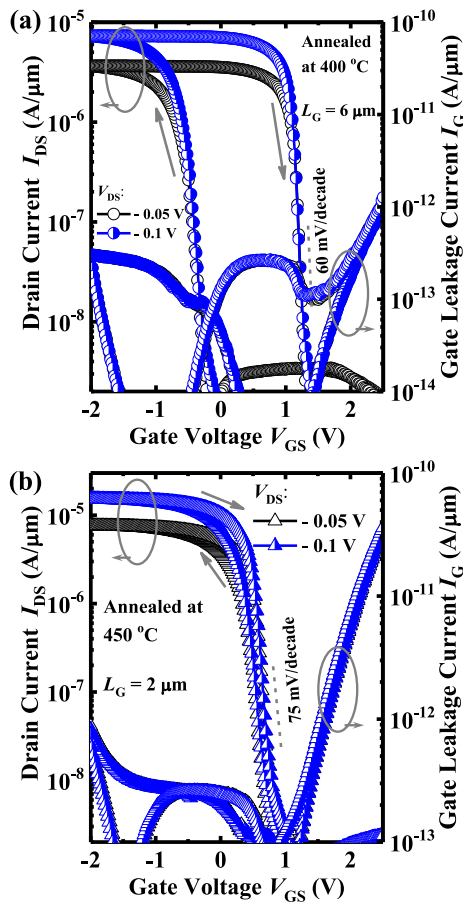 (a)
10⁻⁵
10⁻⁶
10⁻⁷
10⁻⁸
Drain Current I_DS (A/μm)
Annealed
at 400 °C
L_G = 6 μm
V_DS:
- 0.05 V
- 0.1 V
60 mV/decade
10⁻¹⁰
10⁻¹¹
10⁻¹²
10⁻¹³
10⁻¹⁴
Gate Leakage Current I_G (A/μm)
-2 -1 0 1 2
Gate Voltage V_GS (V)
(b)
10⁻⁵
10⁻⁶
10⁻⁷
10⁻⁸
Drain Current I_DS (A/μm)
V_DS:
- 0.05 V
- 0.1 V
Annealed at
450 °C
L_G = 2 μm
75 mV/decade
10⁻¹⁰
10⁻¹¹
10⁻¹²
10⁻¹³
Gate Leakage Current I_G (A/μm)
-2 -1 0 1 2
Gate Voltage V_GS (V)